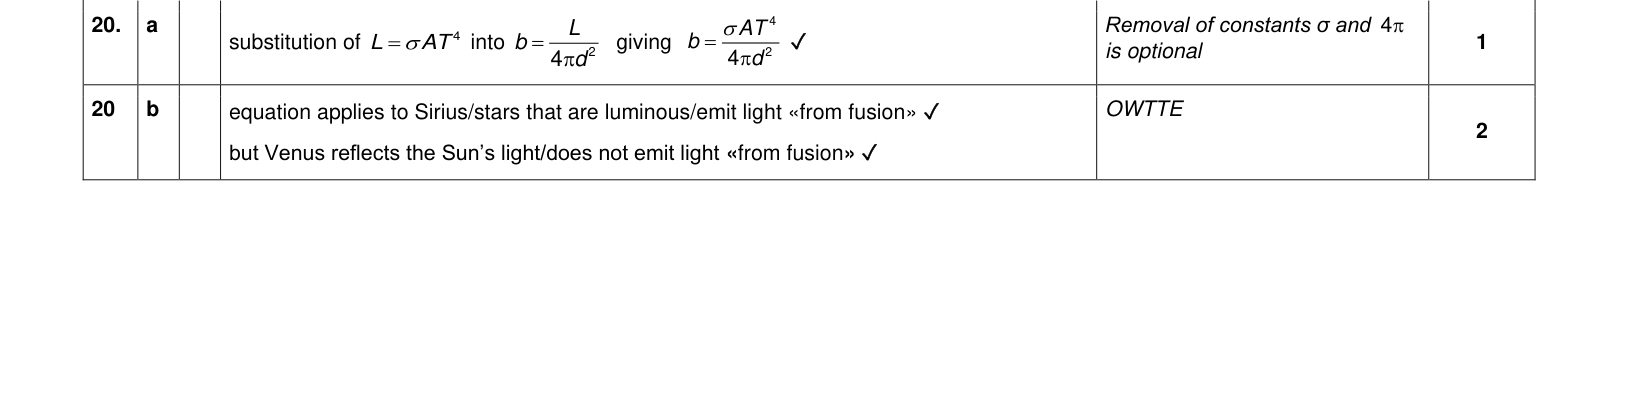 20. a substitution of L = σAT⁴ into b = L/4πd² giving b = σAT⁴/4πd² ✓ Removal of constants σ and 4π is optional 1
20 b equation applies to Sirius/stars that are luminous/emit light «from fusion» ✓ OWTTE 2
but Venus reflects the Sun's light/does not emit light «from fusion» ✓